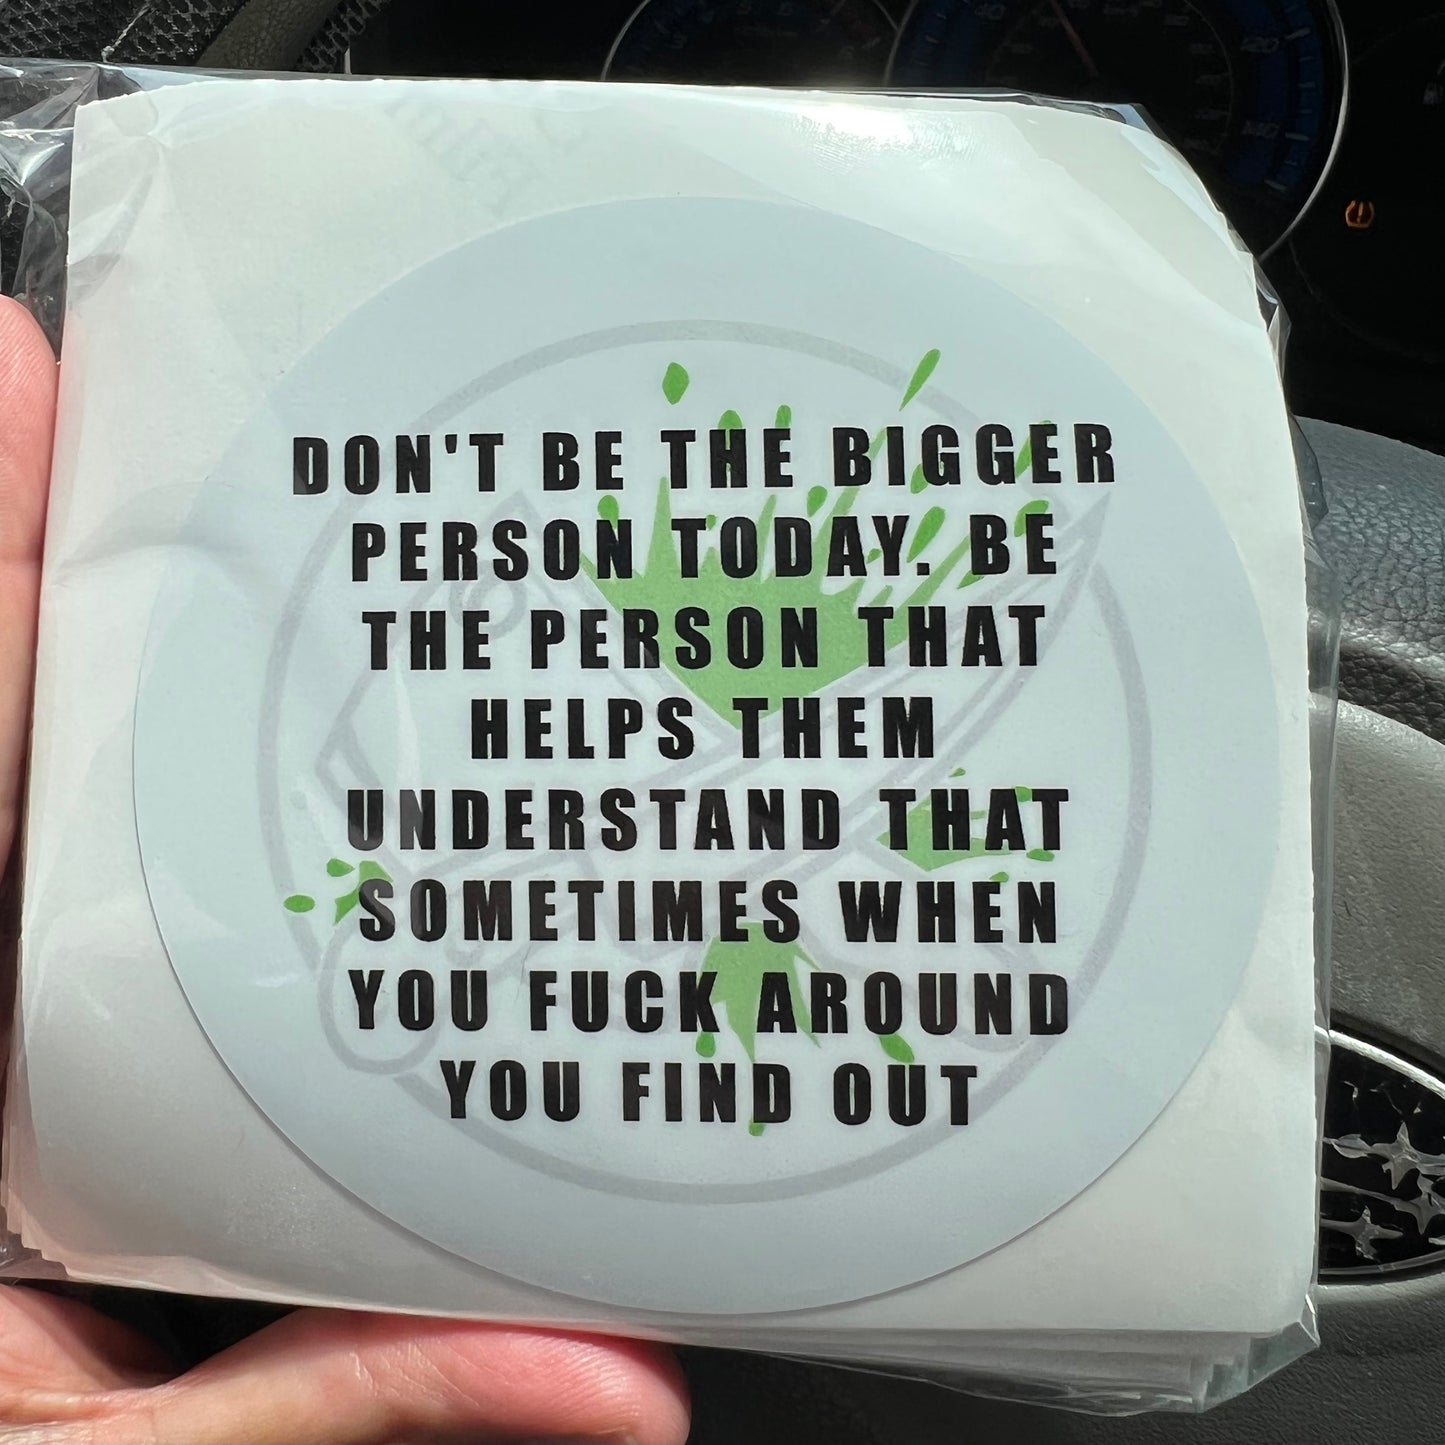 DON'T BE THE BIGGER
PERSON TODAY. BE
THE PERSON THAT
HELPS THEM
UNDERSTAND THAT
SOMETIMES WHEN
YOU FUCK AROUND
YOU FIND OUT